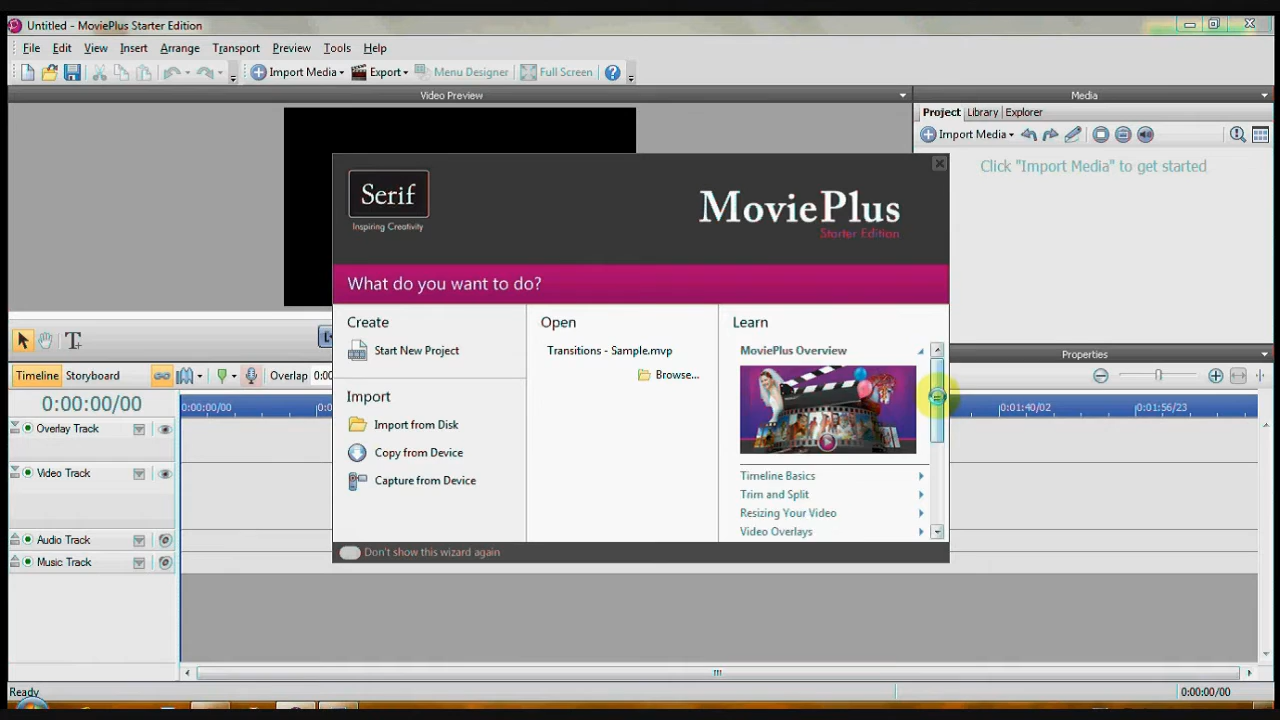 Untitled - MoviePlus Starter Edition
File Edit View Insert Arrange Transport Preview Tools Help
Import Media Export Menu Designer Full Screen
Video Preview
Media
Project Library Explorer
Import Media
Click "Import Media" to get started
Serif
Inspiring Creativity
MoviePlus
Starter Edition
What do you want to do?
Create
Start New Project
Import
Import from Disk
Copy from Device
Capture from Device
Open
Transitions - Sample.mvp
Browse...
Learn
MoviePlus Overview
Timeline Basics
Trim and Split
Resizing Your Video
Video Overlays
Don't show this wizard again
Properties
Timeline Storyboard Overlap
0:00:00/00
0:00:00/00 0:01:40/02 0:01:56/23
Overlay Track
Video Track
Audio Track
Music Track
Ready 0:00:00/00